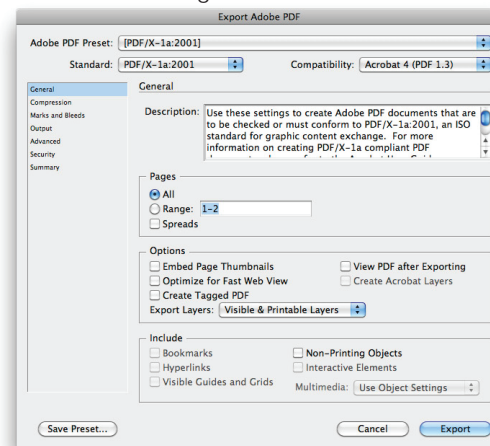 Export Adobe PDF
Adobe PDF Preset: [PDF/X-1a:2001]
Standard: PDF/X-1a:2001 Compatibility: Acrobat 4 (PDF 1.3)
General
Compression
Marks and Bleeds
Output
Advanced
Security
Summary
General
Description: Use these settings to create Adobe PDF documents that are
to be checked or must conform to PDF/X-1a:2001, an ISO
standard for graphic content exchange. For more
information on creating PDF/X-1a compliant PDF
Pages
All
Range: 1-2
Spreads
Options
Embed Page Thumbnails View PDF after Exporting
Optimize for Fast Web View Create Acrobat Layers
Create Tagged PDF
Export Layers: Visible & Printable Layers
Include
Bookmarks Non-Printing Objects
Hyperlinks Interactive Elements
Visible Guides and Grids Multimedia: Use Object Settings
Save Preset... Cancel Export